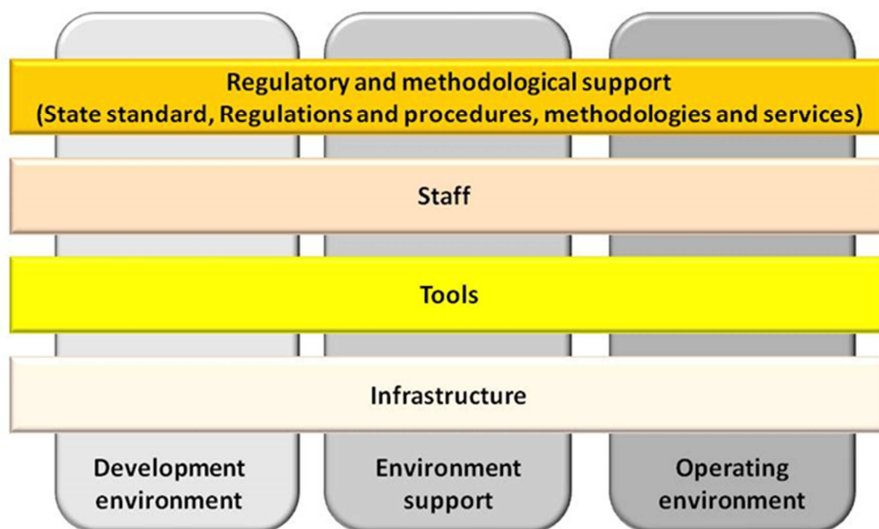 Regulatory and methodological support
(State standard, Regulations and procedures, methodologies and services)
Staff
Tools
Infrastructure
Development
environment
Environment
support
Operating
environment